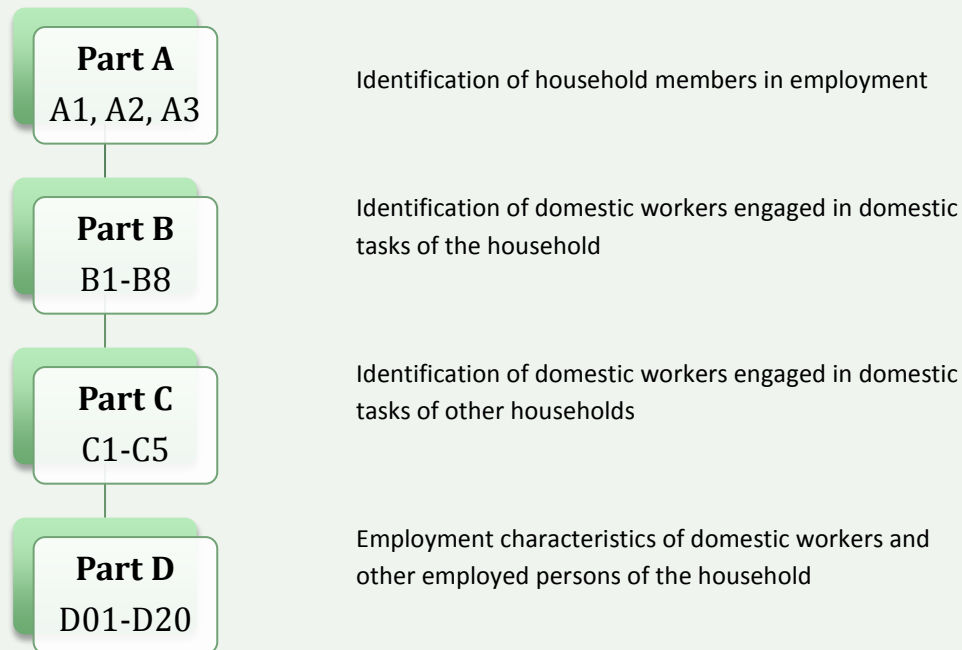 Part A
A1, A2, A3
Identification of household members in employment
Part B
B1-B8
Identification of domestic workers engaged in domestic
tasks of the household
Part C
C1-C5
Identification of domestic workers engaged in domestic
tasks of other households
Part D
D01-D20
Employment characteristics of domestic workers and
other employed persons of the household